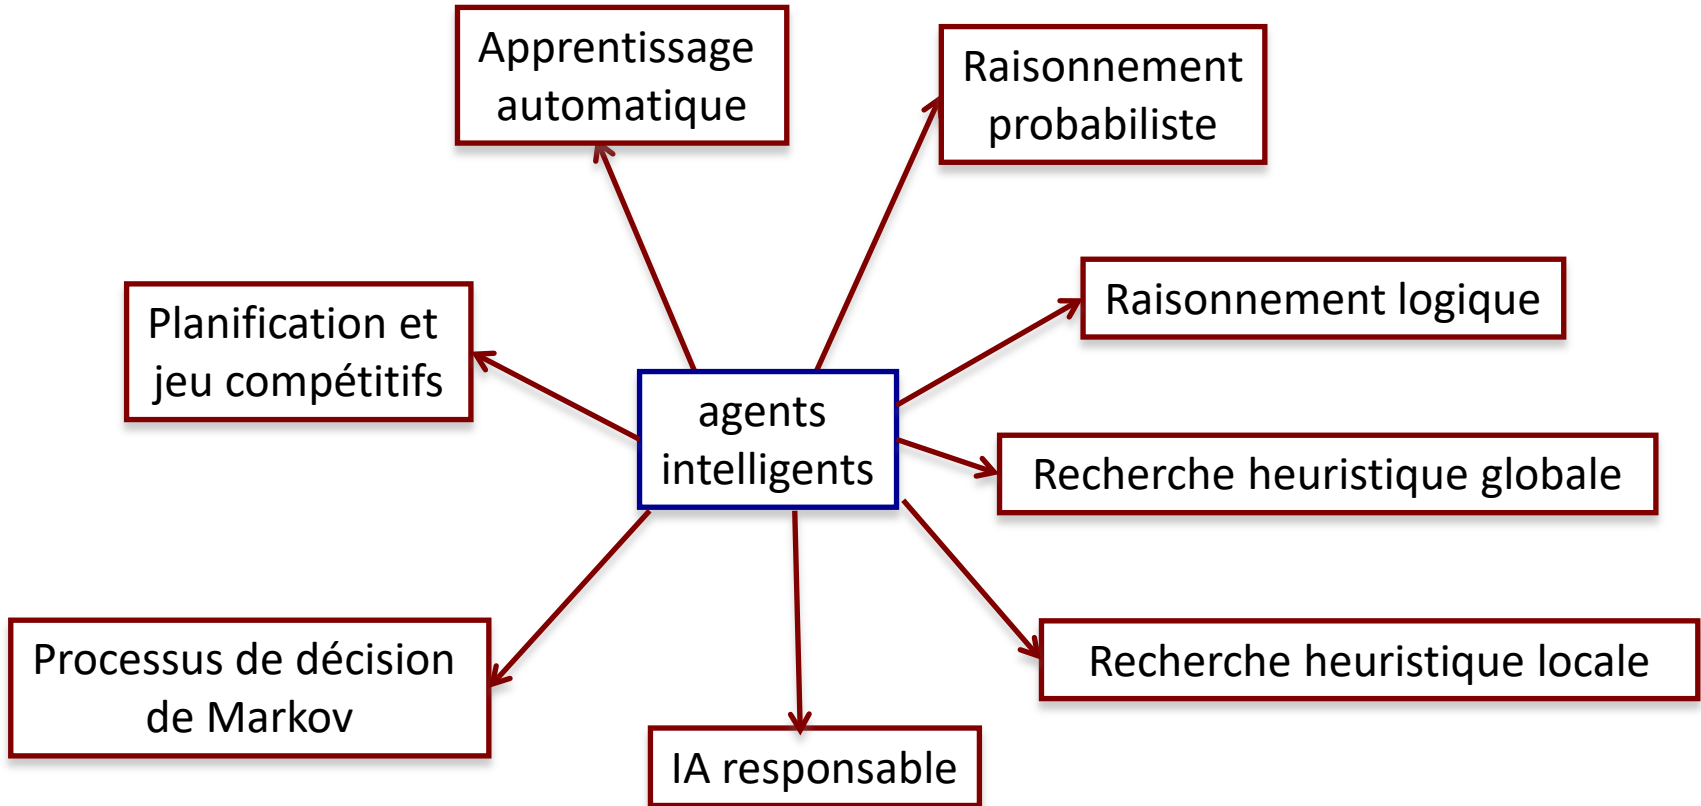 Apprentissage
automatique
Raisonnement
probabiliste
Raisonnement logique
Planification et
jeu compétitifs
agents
intelligents
Recherche heuristique globale
Processus de décision
de Markov
Recherche heuristique locale
IA responsable